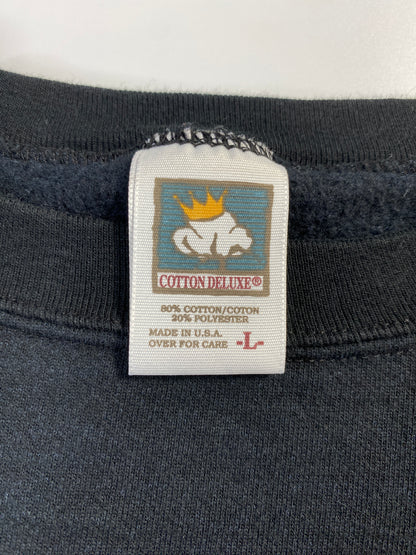 COTTON DELUXE®
80% COTTON/COTON
20% POLYESTER
MADE IN U.S.A.
OVER FOR CARE -L-